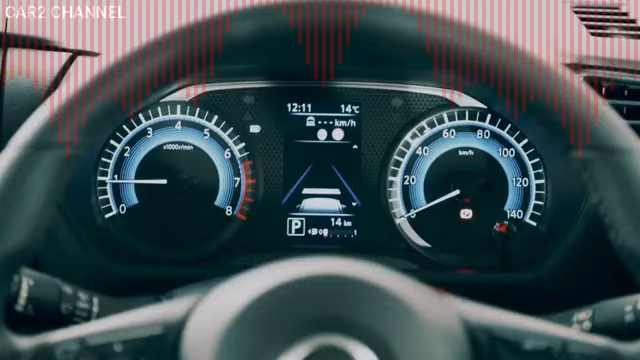 CAR2 CHANNEL
12:11 14°C
---km/h
x1000r/min
0 1 2 3 4 5 6 7 8
km/h
0 20 40 60 80 100 120 140
P
14 km